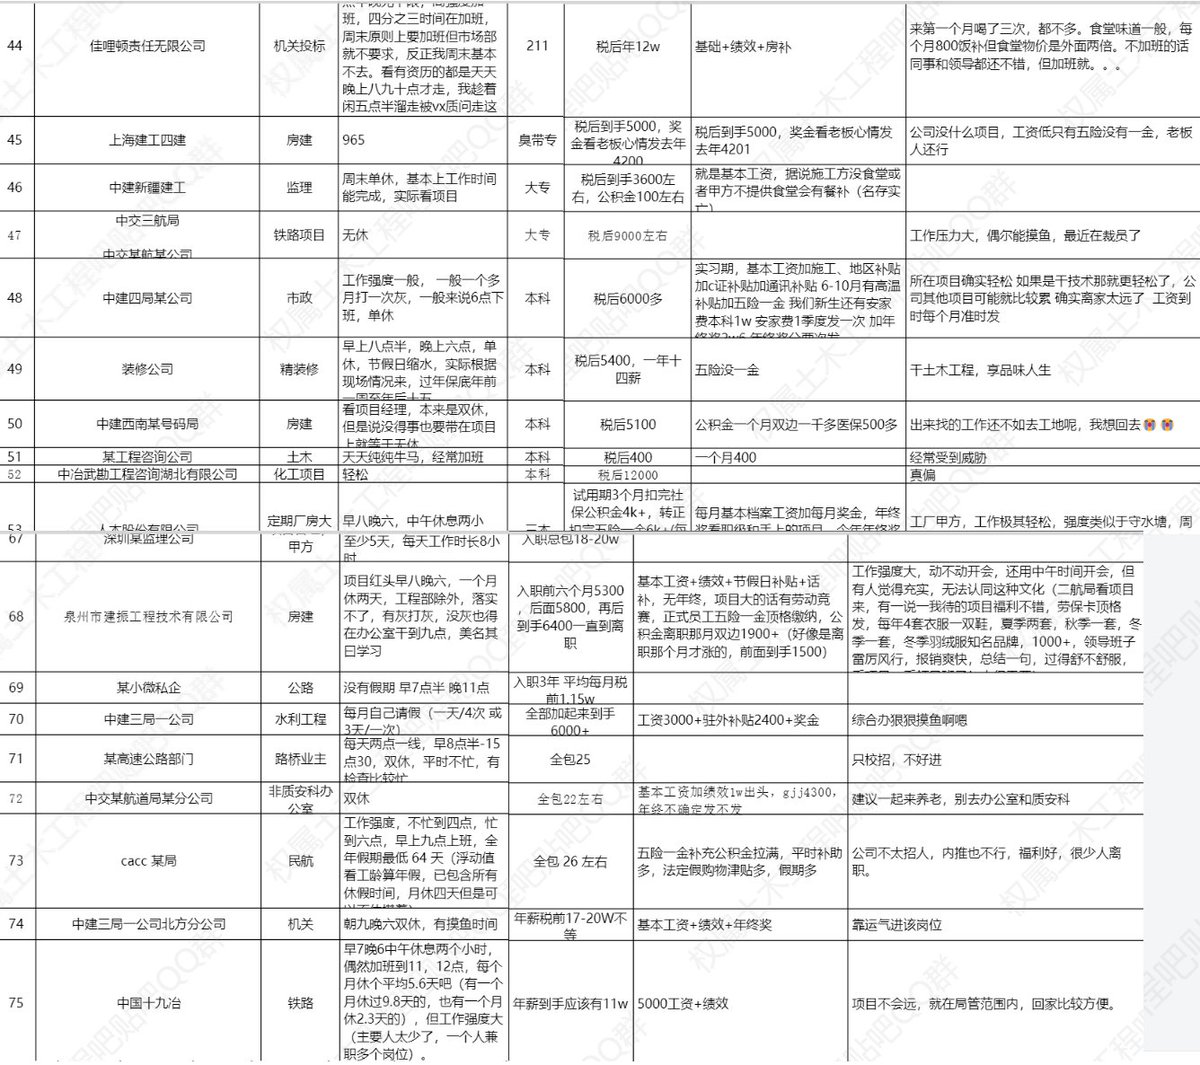 44
佳哩顿责任无限公司
机关投标
班，四分之三时间在加班，
周末原则上要加班但市场部
就不要求，反正我周末基本
不去。看有资历的都是天天
晚上八九十点才走，我趁着
闲五点半溜走被vx质问走这
211
税后年12w
基础+绩效+房补
来第一个月喝了三次，都不多。食堂味道一般，每
个月800饭补但食堂物价是外面两倍。不加班的话
同事和领导都还不错，但加班就。。。
45
上海建工四建
房建
965
臭带专
税后到手5000，奖
金看老板心情发去年
4200
税后到手5000，奖金看老板心情发
去年4201
公司没什么项目，工资低只有五险没有一金，老板
人还行
46
中建新疆建工
监理
周末单休，基本上工作时间
能完成，实际看项目
大专
税后到手3600左
右，公积金100左右
就是基本工资，据说施工方没食堂或
者甲方不提供食堂会有餐补（名存实
亡）
47
中交三航局
中交某航某公司
铁路项目
无休
大专
税后9000左右
工作压力大，偶尔能摸鱼，最近在裁员了
48
中建四局某公司
市政
工作强度一般， 一般一个多
月打一次灰，一般来说6点下
班，单休
本科
税后6000多
实习期，基本工资加施工、地区补贴
加c证补贴加通讯补贴 6-10月有高温
补贴加五险一金 我们新生还有安家
费本科1w 安家费1季度发一次 加年
终奖2w6 年终奖分两次发
所在项目确实轻松 如果是干技术那就更轻松了，公
司其他项目可能就比较累 确实离家太远了 工资到
时每个月准时发
49
装修公司
精装修
早上八点半，晚上六点，单
休，节假日缩水，实际根据
现场情况来，过年保底年前
一周至年后十五
本科
税后5400，一年十
四薪
五险没一金
干土木工程，享品味人生
50
中建西南某号码局
房建
看项目经理，本来是双休，
但是说没得事也要带在项目
上就等于无休
本科
税后5100
公积金一个月双边一千多医保500多
出来找的工作还不如去工地呢，我想回去😭😭
51
某工程咨询公司
土木
天天纯纯牛马，经常加班
本科
税后400
一个月400
经常受到威胁
52
中冶武勘工程咨询湖北有限公司
化工项目
轻松
本科
税后12000
真偏
53
人本股份有限公司
定期厂房大
早八晚六，中午休息两小
二本
试用期3个月扣完社
保公积金4k+，转正
扣完五险一金6k+(每
每月基本档案工资加每月奖金，年终
奖看职级和手上的项目，今年年终奖
工厂甲方，工作极其轻松，强度类似于守水塘，周
67
深圳某监理公司
甲方
至少5天，每天工作时长8小
时
入职总包18-20w
68
泉州市建振工程技术有限公司
房建
项目红头早八晚六，一个月
休两天，工程部除外，落实
不了，有灰打灰，没灰也得
在办公室干到九点，美名其
曰学习
入职前六个月5300
，后面5800，再后
到手6400一直到离
职
基本工资+绩效+节假日补贴+话
补，无年终，项目大的话有劳动竞
赛，正式员工五险一金顶格缴纳，公
积金离职那月双边1900+（好像是离
职那个月才涨的，前面到手1500）
工作强度大，动不动开会，还用中午时间开会，但
有人觉得充实，无法认同这种文化（二航局看项目
来，有一说一我待的项目福利不错，劳保卡顶格
发，每年4套衣服一双鞋，夏季两套，秋季一套，冬
季一套，冬季羽绒服知名品牌，1000+，领导班子
雷厉风行，报销爽快，总结一句，过得舒不舒服，
69
某小微私企
公路
没有假期 早7点半 晚11点
入职3年 平均每月税
前1.15w
70
中建三局一公司
水利工程
每月自己请假（一天/4次 或
3天/一次）
全部加起来到手
6000+
工资3000+驻外补贴2400+奖金
综合办狠狠摸鱼啊嗯
71
某高速公路部门
路桥业主
每天两点一线，早8点半-15
点30，双休，平时不忙，有
检查比较忙
全包25
只校招，不好进
72
中交某航道局某分公司
非质安科办
公室
双休
全包22左右
基本工资加绩效1w出头，gjj4300，
年终不确定发不发
建议一起来养老，别去办公室和质安科
73
cacc 某局
民航
工作强度，不忙到四点，忙
到六点，早上九点上班，全
年假期最低 64 天（浮动值
看工龄算年假，已包含所有
休假时间，月休四天但是可
全包 26 左右
五险一金补充公积金拉满，平时补助
多，法定假购物津贴多，假期多
公司不太招人，内推也不行，福利好，很少人离
职。
74
中建三局一公司北方分公司
机关
朝九晚六双休，有摸鱼时间
年薪税前17-20W不
等
基本工资+绩效+年终奖
靠运气进该岗位
75
中国十九冶
铁路
早7晚6中午休息两个小时，
偶然加班到11，12点，每个
月休个平均5.6天吧（有一个
月休过9.8天的，也有一个月
休2.3天的），但工作强度大
（主要人太少了，一个人兼
职多个岗位）。
年薪到手应该有11w
5000工资+绩效
项目不会远，就在局管范围内，回家比较方便。